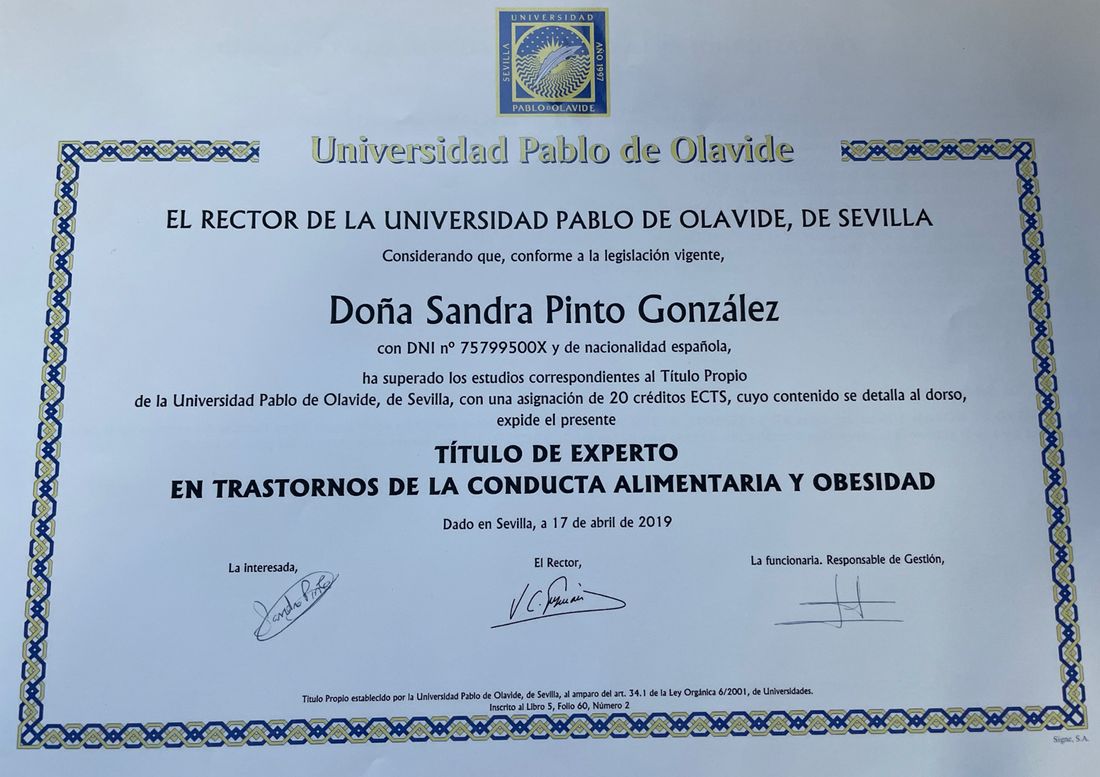 UNIVERSIDAD
SEVILLA
AÑO 1997
PABLO DE OLAVIDE
Universidad Pablo de Olavide
EL RECTOR DE LA UNIVERSIDAD PABLO DE OLAVIDE, DE SEVILLA
Considerando que, conforme a la legislación vigente,
Doña Sandra Pinto González
con DNI nº 75799500X y de nacionalidad española,
ha superado los estudios correspondientes al Título Propio
de la Universidad Pablo de Olavide, de Sevilla, con una asignación de 20 créditos ECTS, cuyo contenido se detalla al dorso,
expide el presente
TÍTULO DE EXPERTO
EN TRASTORNOS DE LA CONDUCTA ALIMENTARIA Y OBESIDAD
Dado en Sevilla, a 17 de abril de 2019
La interesada,
El Rector,
La funcionaria. Responsable de Gestión,
Sandra Pinto
Título Propio establecido por la Universidad Pablo de Olavide, de Sevilla, al amparo del art. 34.1 de la Ley Orgánica 6/2001, de Universidades.
Inscrito al Libro 5, Folio 60, Número 2
Signe, S.A.